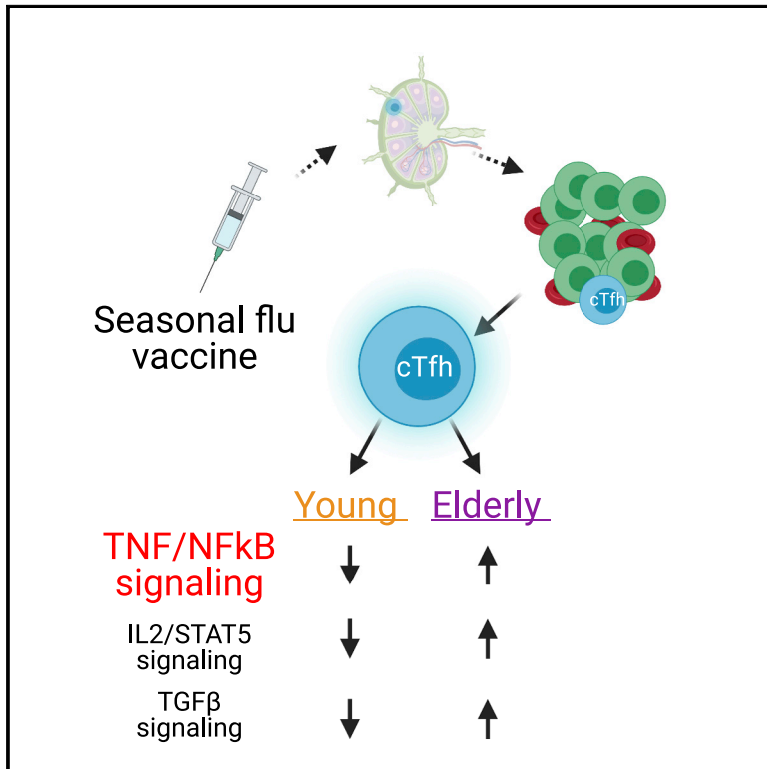 cTfh
Seasonal flu
vaccine
cTfh
Young Elderly
TNF/NFkB
signaling
IL2/STAT5
signaling
TGFβ
signaling